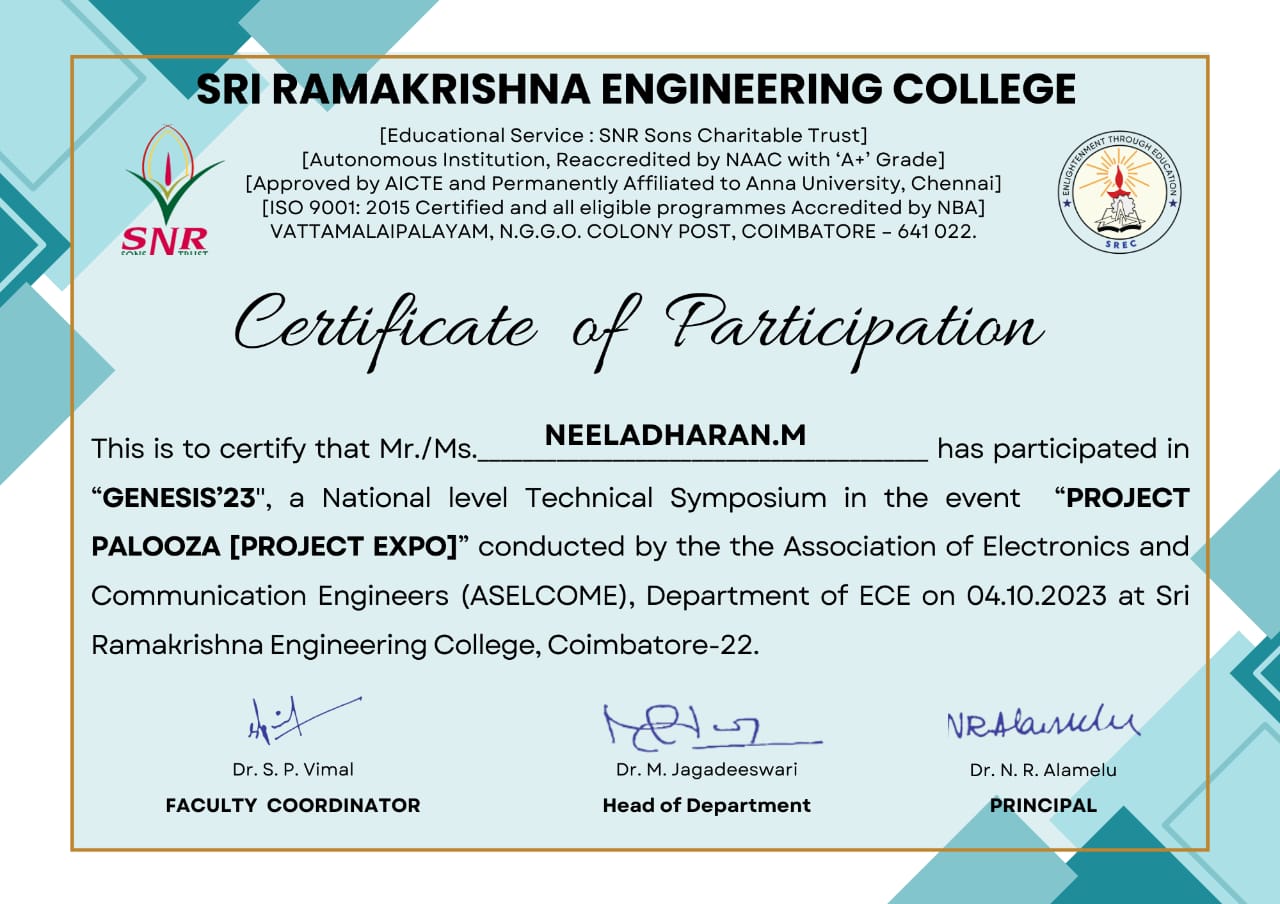 SRI RAMAKRISHNA ENGINEERING COLLEGE
[Educational Service : SNR Sons Charitable Trust]
[Autonomous Institution, Reaccredited by NAAC with ‘A+’ Grade]
[Approved by AICTE and Permanently Affiliated to Anna University, Chennai]
[ISO 9001: 2015 Certified and all eligible programmes Accredited by NBA]
VATTAMALAIPALAYAM, N.G.G.O. COLONY POST, COIMBATORE – 641 022.
SNR
SONS TRUST
ENLIGHTENMENT THROUGH EDUCATION
SREC
Certificate of Participation
This is to certify that Mr./Ms. NEELADHARAN.M has participated in
“GENESIS’23", a National level Technical Symposium in the event “PROJECT
PALOOZA [PROJECT EXPO]” conducted by the the Association of Electronics and
Communication Engineers (ASELCOME), Department of ECE on 04.10.2023 at Sri
Ramakrishna Engineering College, Coimbatore-22.
NRAlamelu
Dr. S. P. Vimal
FACULTY COORDINATOR
Dr. M. Jagadeeswari
Head of Department
Dr. N. R. Alamelu
PRINCIPAL